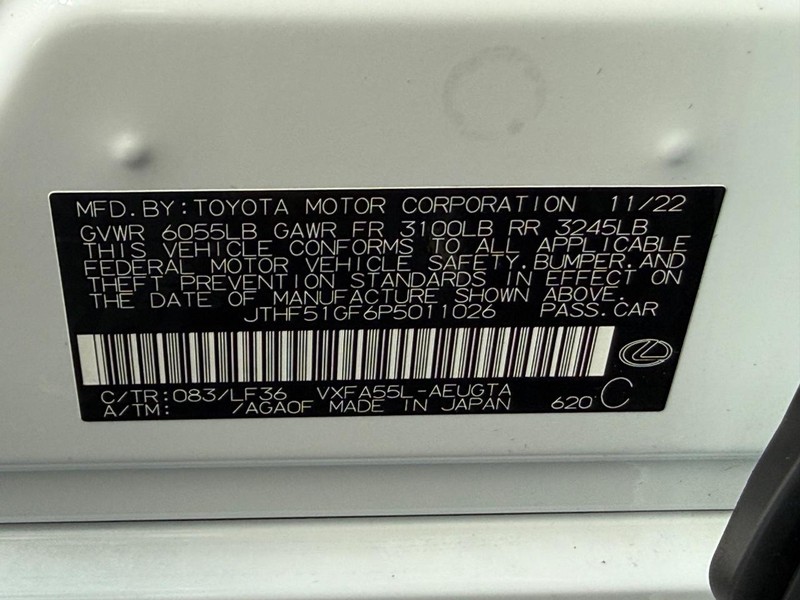 MFD.BY:TOYOTA MOTOR CORPORATION 11/22
GVWR 6055LB GAWR FR 3100LB RR 3245LB
THIS VEHICLE CONFORMS TO ALL APPLICABLE
FEDERAL MOTOR VEHICLE SAFETY,BUMPER,AND
THEFT PREVENTION STANDARDS IN EFFECT ON
THE DATE OF MANUFACTURE SHOWN ABOVE.
JTHF51GF6P5011026 PASS.CAR
C/TR:083/LF36 VXFA55L-AEUGTA
A/TM: /AGA0F MADE IN JAPAN 620 C